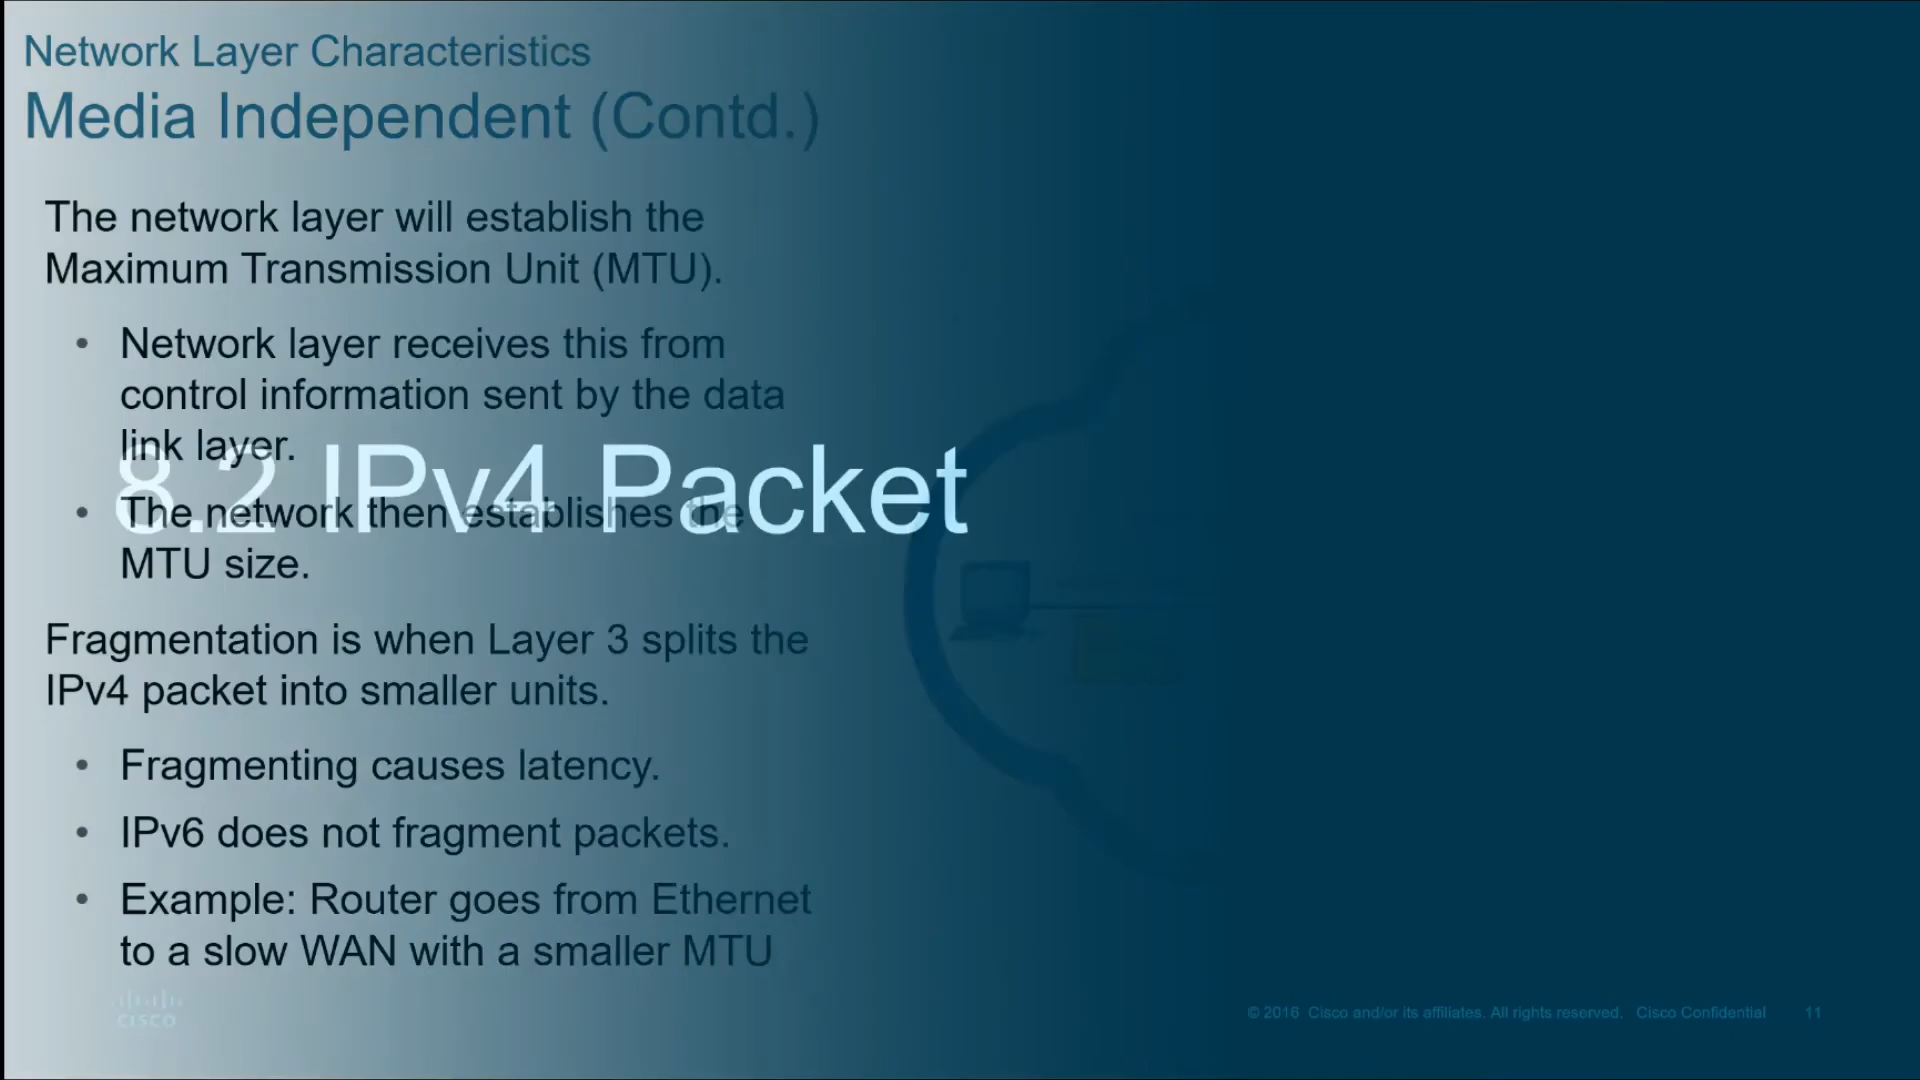 Network Layer Characteristics
Media Independent (Contd.)
The network layer will establish the
Maximum Transmission Unit (MTU).
• Network layer receives this from
control information sent by the data
link layer.
8.2 IPv4 Packet
• The network then establishes the
MTU size.
Fragmentation is when Layer 3 splits the
IPv4 packet into smaller units.
• Fragmenting causes latency.
• IPv6 does not fragment packets.
• Example: Router goes from Ethernet
to a slow WAN with a smaller MTU
CISCO
© 2016 Cisco and/or its affiliates. All rights reserved. Cisco Confidential 11